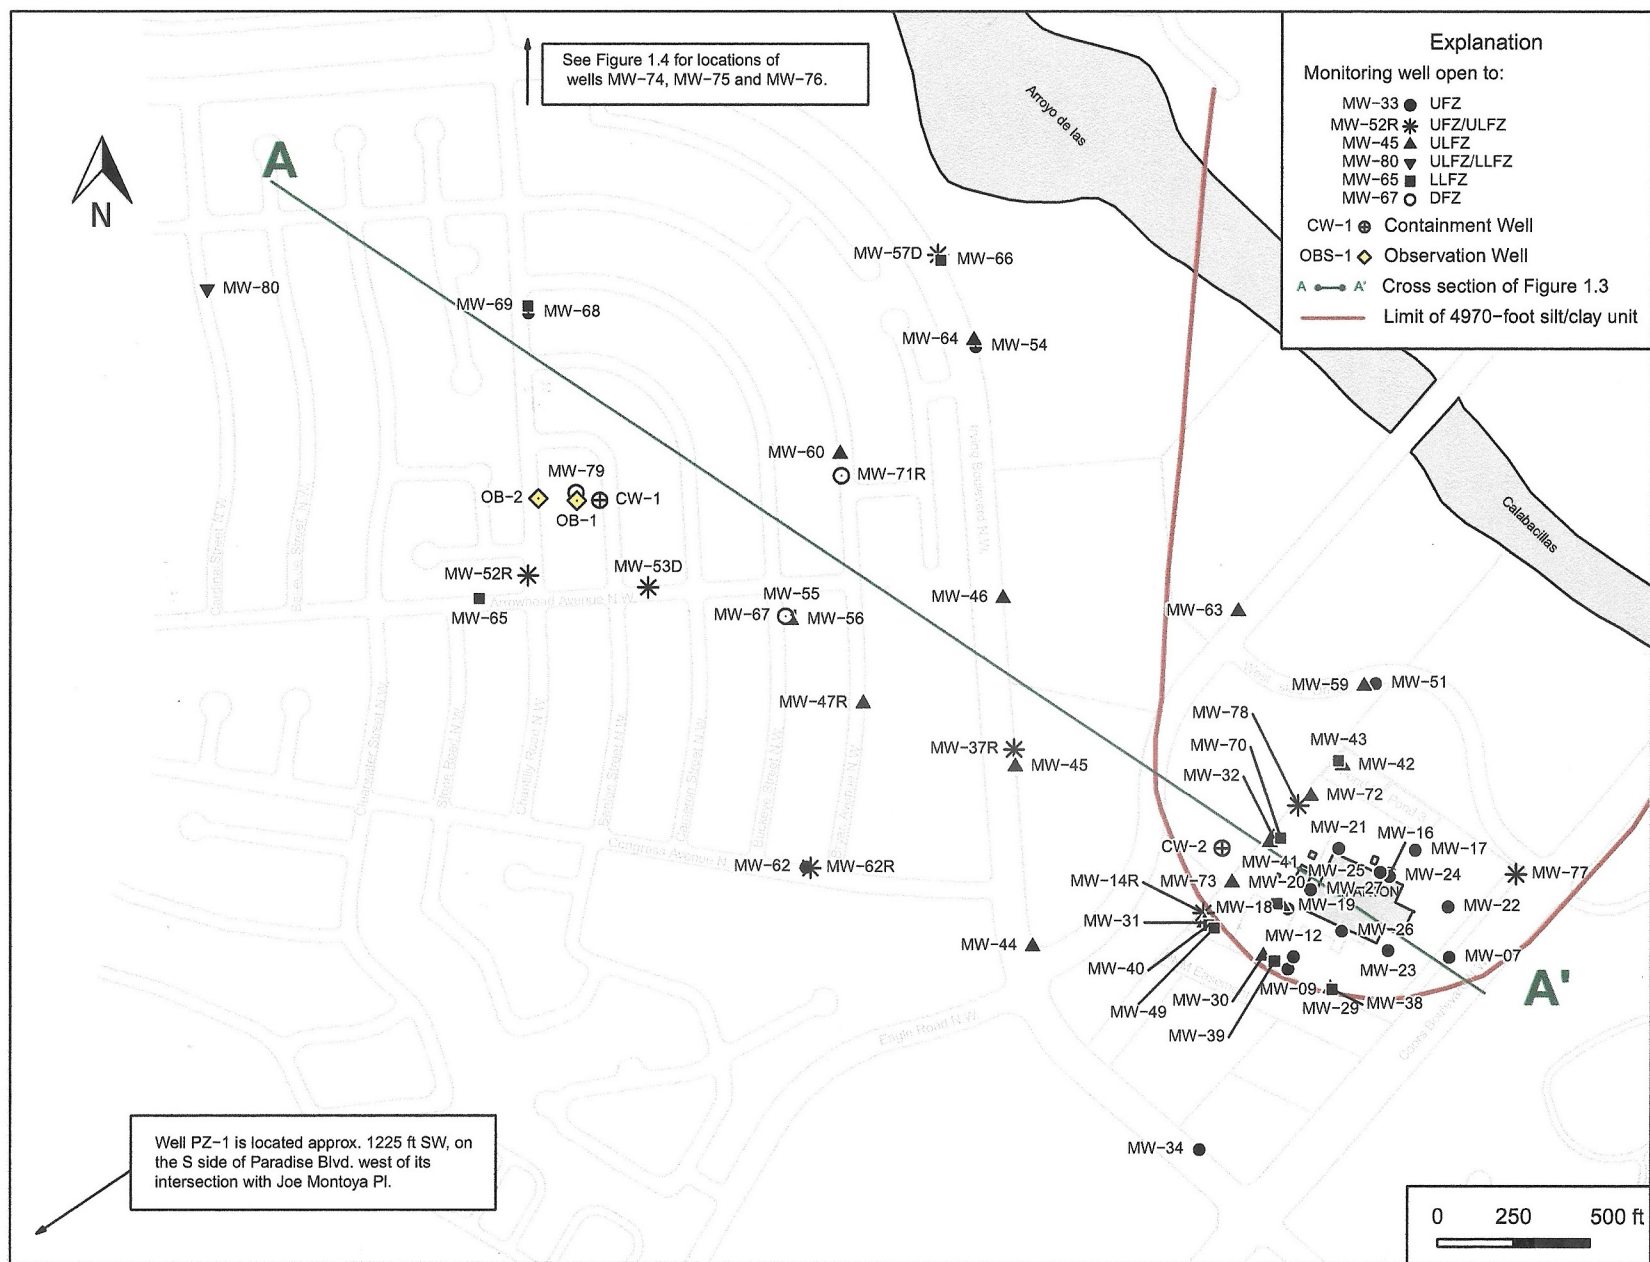 See Figure 1.4 for locations of
wells MW−74, MW−75 and MW−76.
Explanation
Monitoring well open to:
MW−33 UFZ
MW−52R UFZ/ULFZ
MW−45 ULFZ
MW−80 ULFZ/LLFZ
MW−65 LLFZ
MW−67 DFZ
CW−1 Containment Well
OBS−1 Observation Well
A A' Cross section of Figure 1.3
Limit of 4970−foot silt/clay unit
Arroyo de las
Calabacillas
N
A
MW−80
MW−69 MW−68
MW−57D MW−66
MW−64 MW−54
MW−60
MW−71R
MW−79
OB−2 CW−1
OB−1
MW−52R
MW−53D
MW−65
Arrowhead Avenue N.W.
MW−55
MW−67 MW−56
MW−46
MW−63
MW−47R
MW−59 MW−51
MW−78
MW−70
MW−32
MW−43
MW−42
MW−72
MW−37R
MW−45
MW−21
MW−16
MW−17
CW−2
MW−41
MW−25
MW−24
MW−77
MW−62 MW−62R
Congress Avenue N
MW−14R
MW−73
MW−20
MW−27
MW−22
MW−31
MW−18
MW−19
MW−26
MW−12
MW−44
MW−23
MW−07
MW−40
MW−49
MW−30
MW−09
MW−29
MW−38
MW−39
A'
Eagle Road N.W.
MW−34
Well PZ−1 is located approx. 1225 ft SW, on
the S side of Paradise Blvd. west of its
intersection with Joe Montoya Pl.
0 250 500 ft